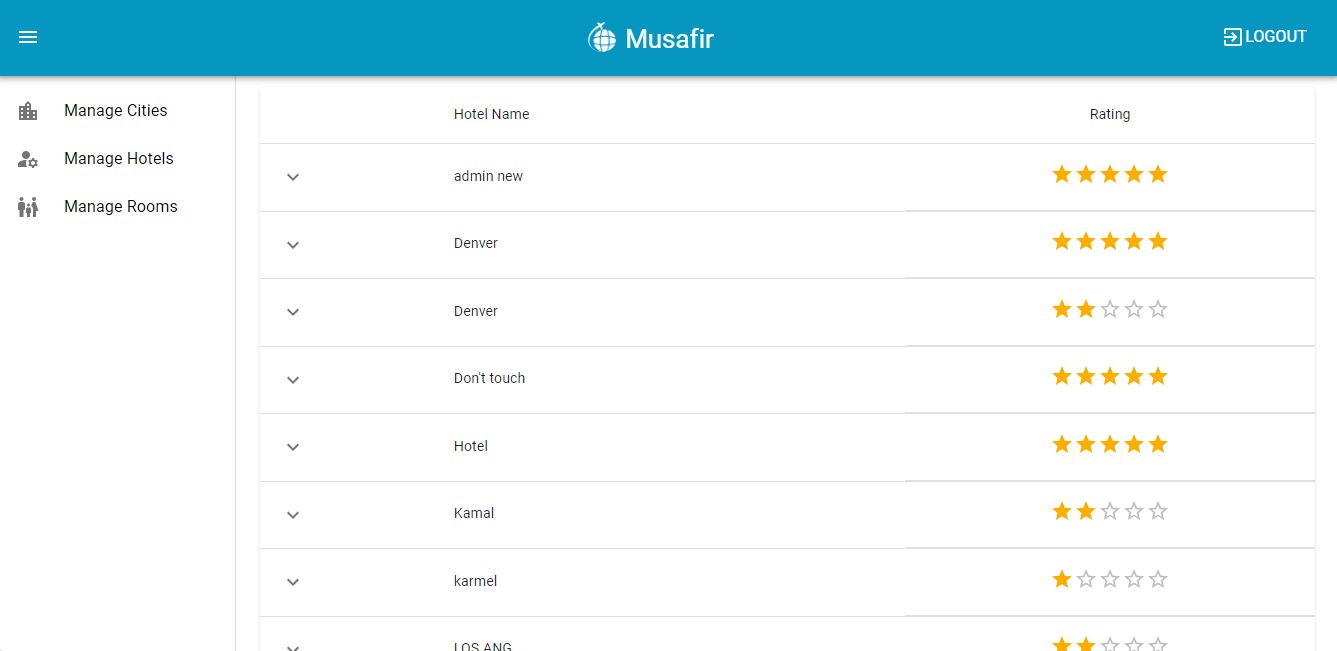 Musafir
LOGOUT
Manage Cities
Manage Hotels
Manage Rooms
Hotel Name Rating
admin new
Denver
Denver
Don't touch
Hotel
Kamal
karmel
LOS ANG